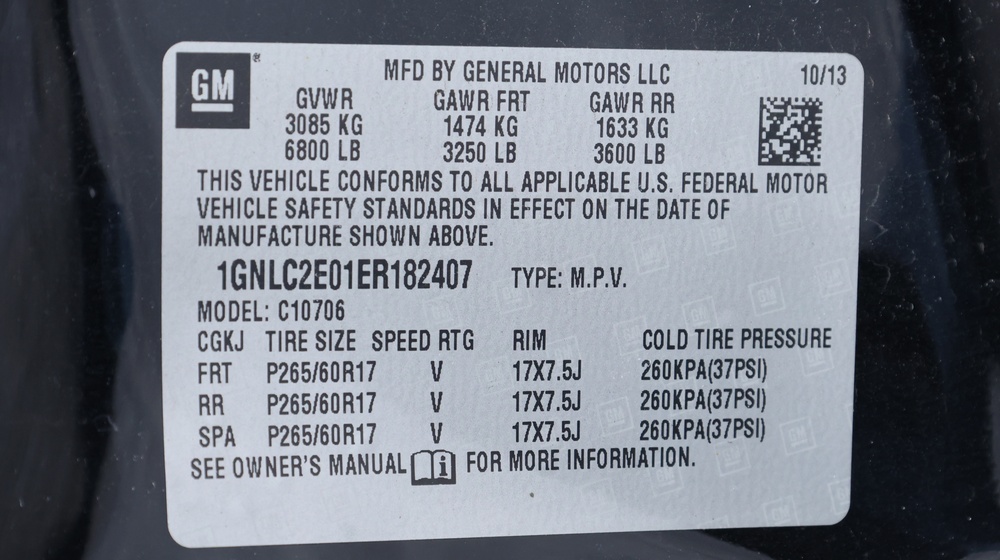 GM ®
MFD BY GENERAL MOTORS LLC 10/13
GVWR GAWR FRT GAWR RR
3085 KG 1474 KG 1633 KG
6800 LB 3250 LB 3600 LB
THIS VEHICLE CONFORMS TO ALL APPLICABLE U.S. FEDERAL MOTOR
VEHICLE SAFETY STANDARDS IN EFFECT ON THE DATE OF
MANUFACTURE SHOWN ABOVE.
1GNLC2E01ER182407 TYPE: M.P.V.
MODEL: C10706
CGKJ TIRE SIZE SPEED RTG RIM COLD TIRE PRESSURE
FRT P265/60R17 V 17X7.5J 260KPA(37PSI)
RR P265/60R17 V 17X7.5J 260KPA(37PSI)
SPA P265/60R17 V 17X7.5J 260KPA(37PSI)
SEE OWNER'S MANUAL i FOR MORE INFORMATION.